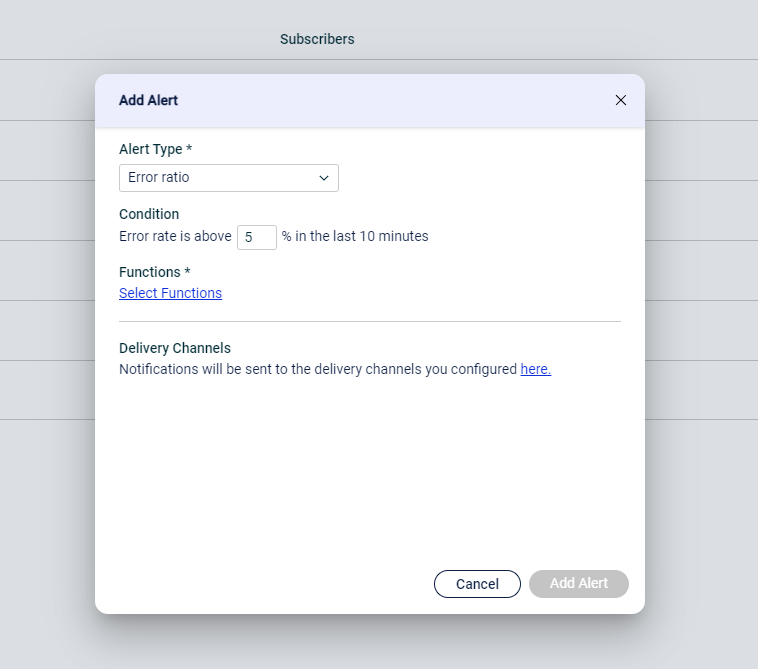 Subscribers
Add Alert
Alert Type *
Error ratio
Condition
Error rate is above 5 % in the last 10 minutes
Functions *
Select Functions
Delivery Channels
Notifications will be sent to the delivery channels you configured here.
Cancel Add Alert